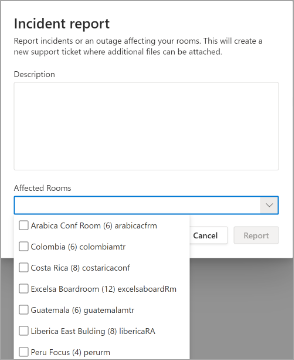 Incident report
Report incidents or an outage affecting your rooms. This will create a
new support ticket where additional files can be attached.
Description
Affected Rooms
Arabica Conf Room (6) arabicacfrm
Colombia (6) colombiamtr
Costa Rica (8) costaricaconf
Excelsa Boardroom (12) excelsaboardRm
Guatemala (6) guatemalamtr
Liberica East Bulding (8) libericaRA
Peru Focus (4) perurm
Cancel
Report